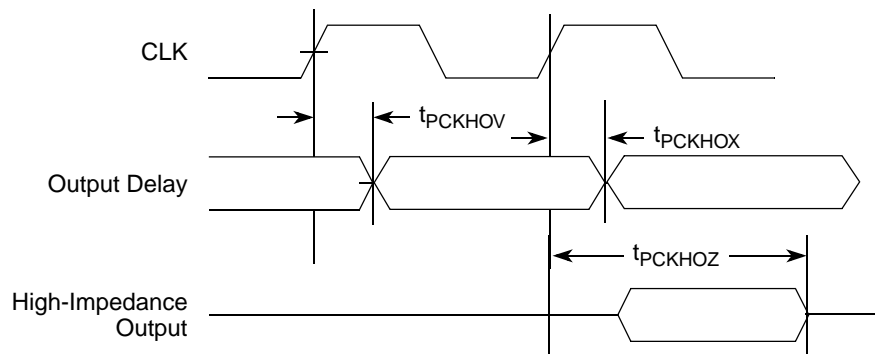 CLK
tPCKHOV
tPCKHOX
Output Delay
tPCKHOZ
High-Impedance
Output